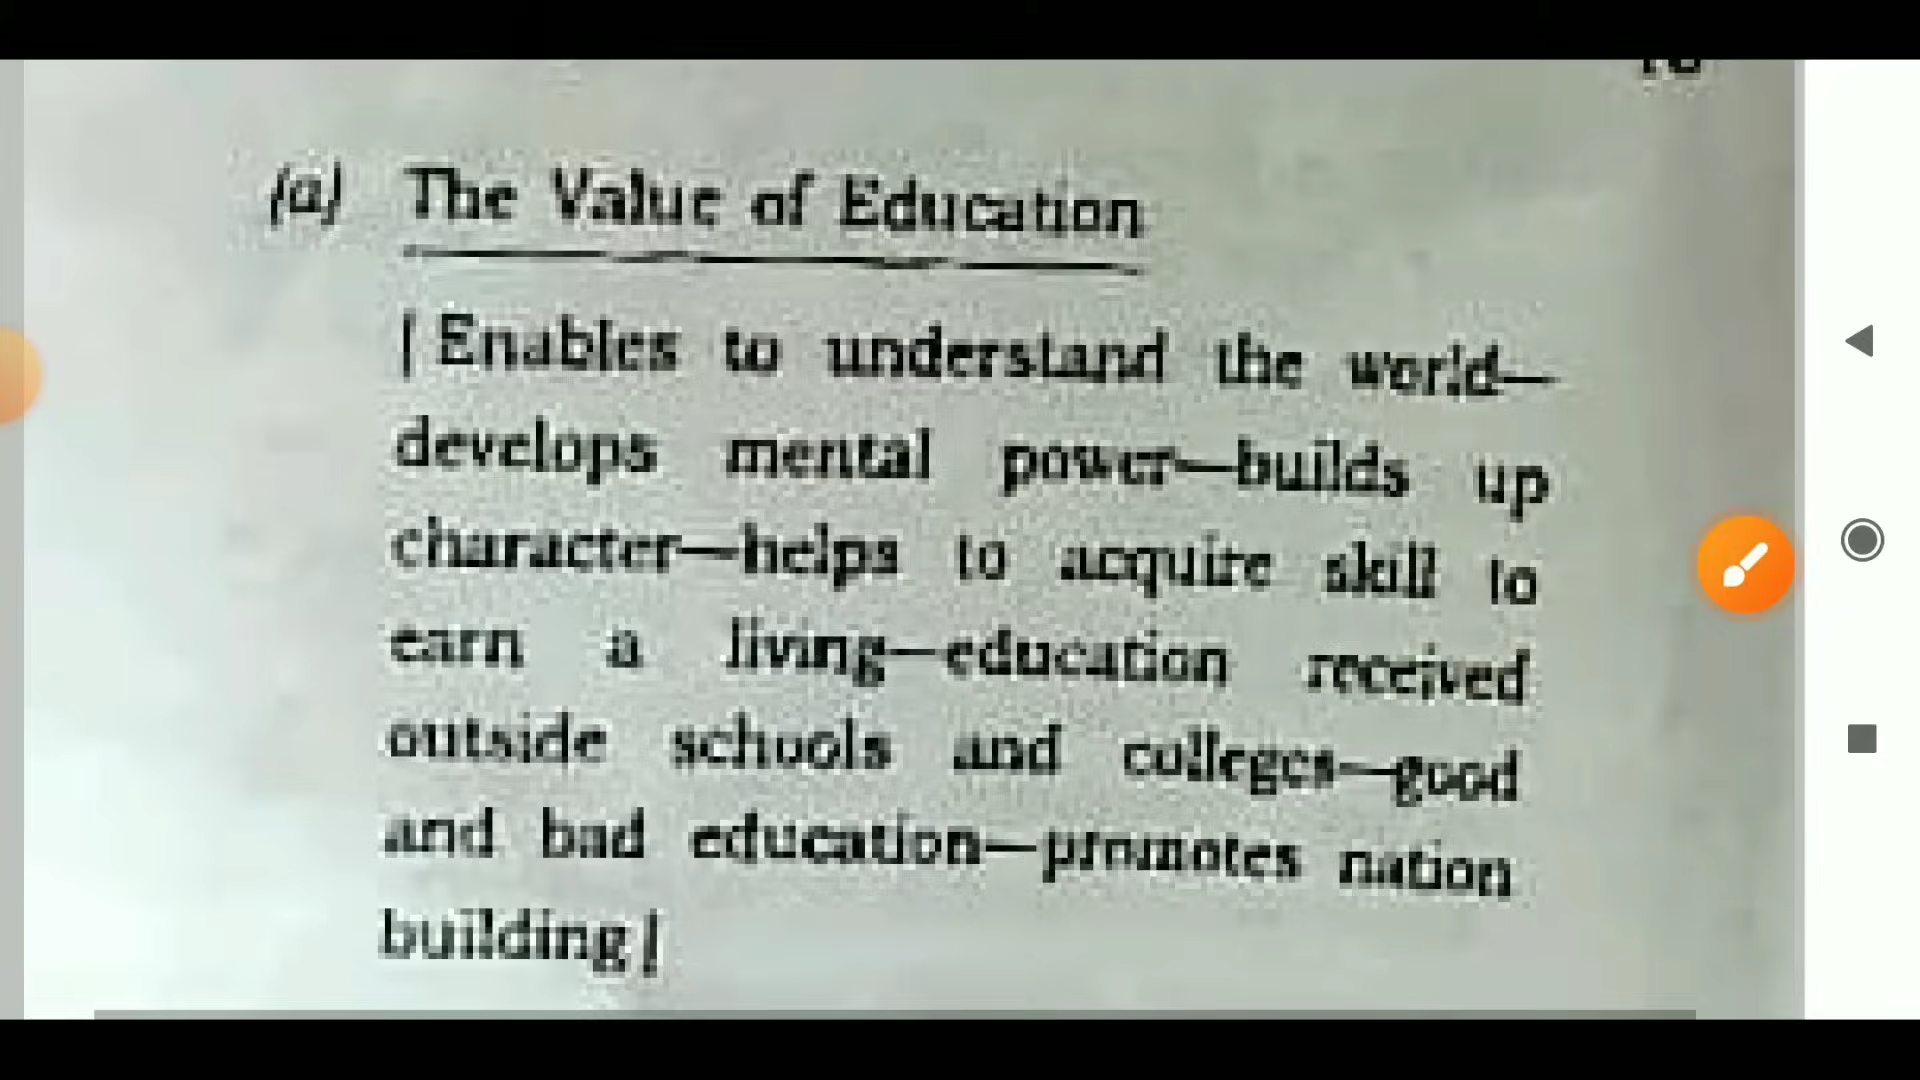 (a) The Value of Education
[Enables to understand the world—
develops mental power—builds up
character—helps to acquire skill to
earn a living—education received
outside schools and colleges—good
and bad education—promotes nation
building]